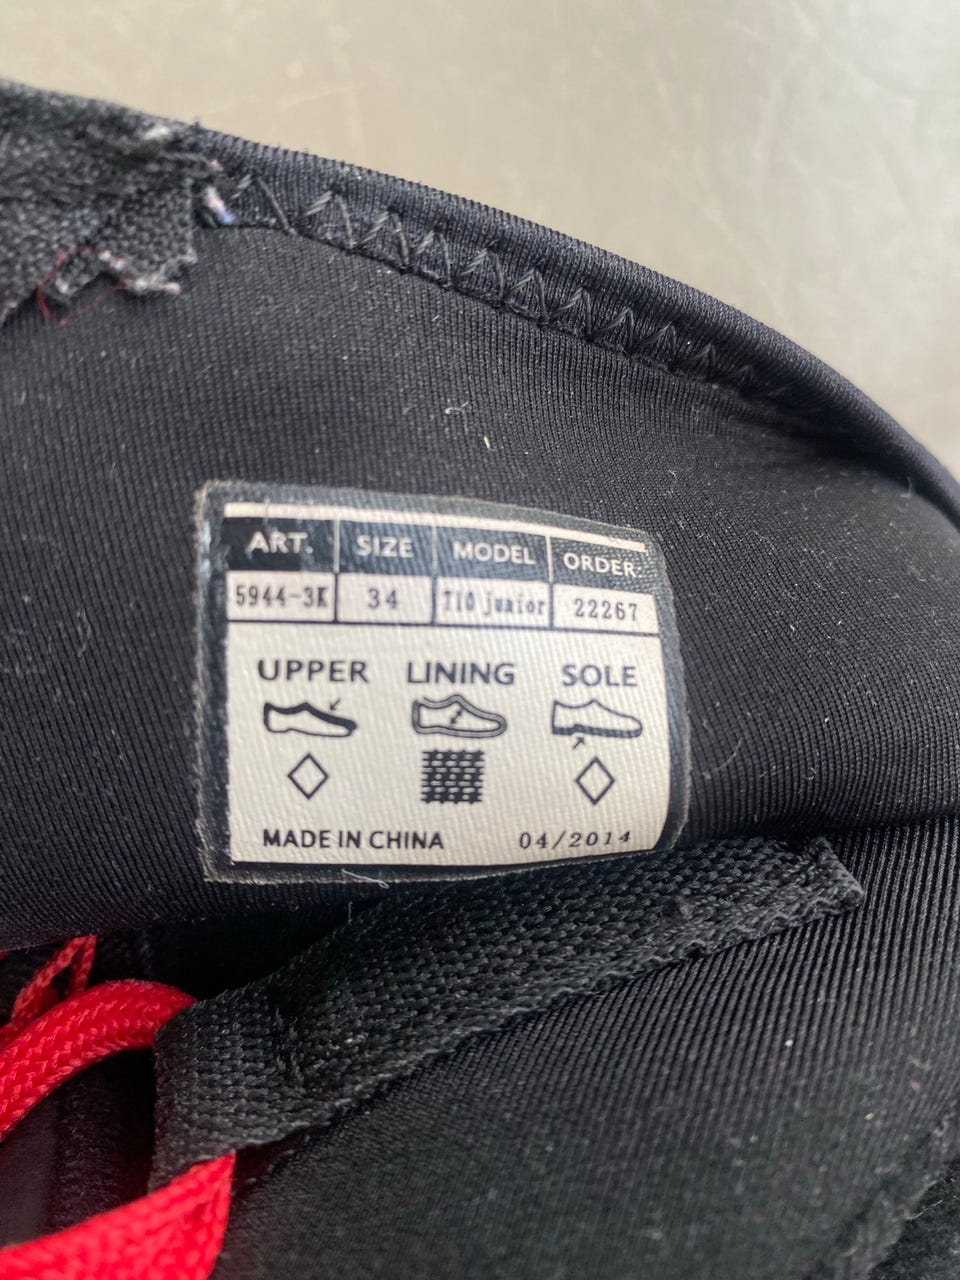 ART. SIZE MODEL ORDER:
5944-3K 34 T10 junior 22267
UPPER LINING SOLE
MADE IN CHINA 04/2014